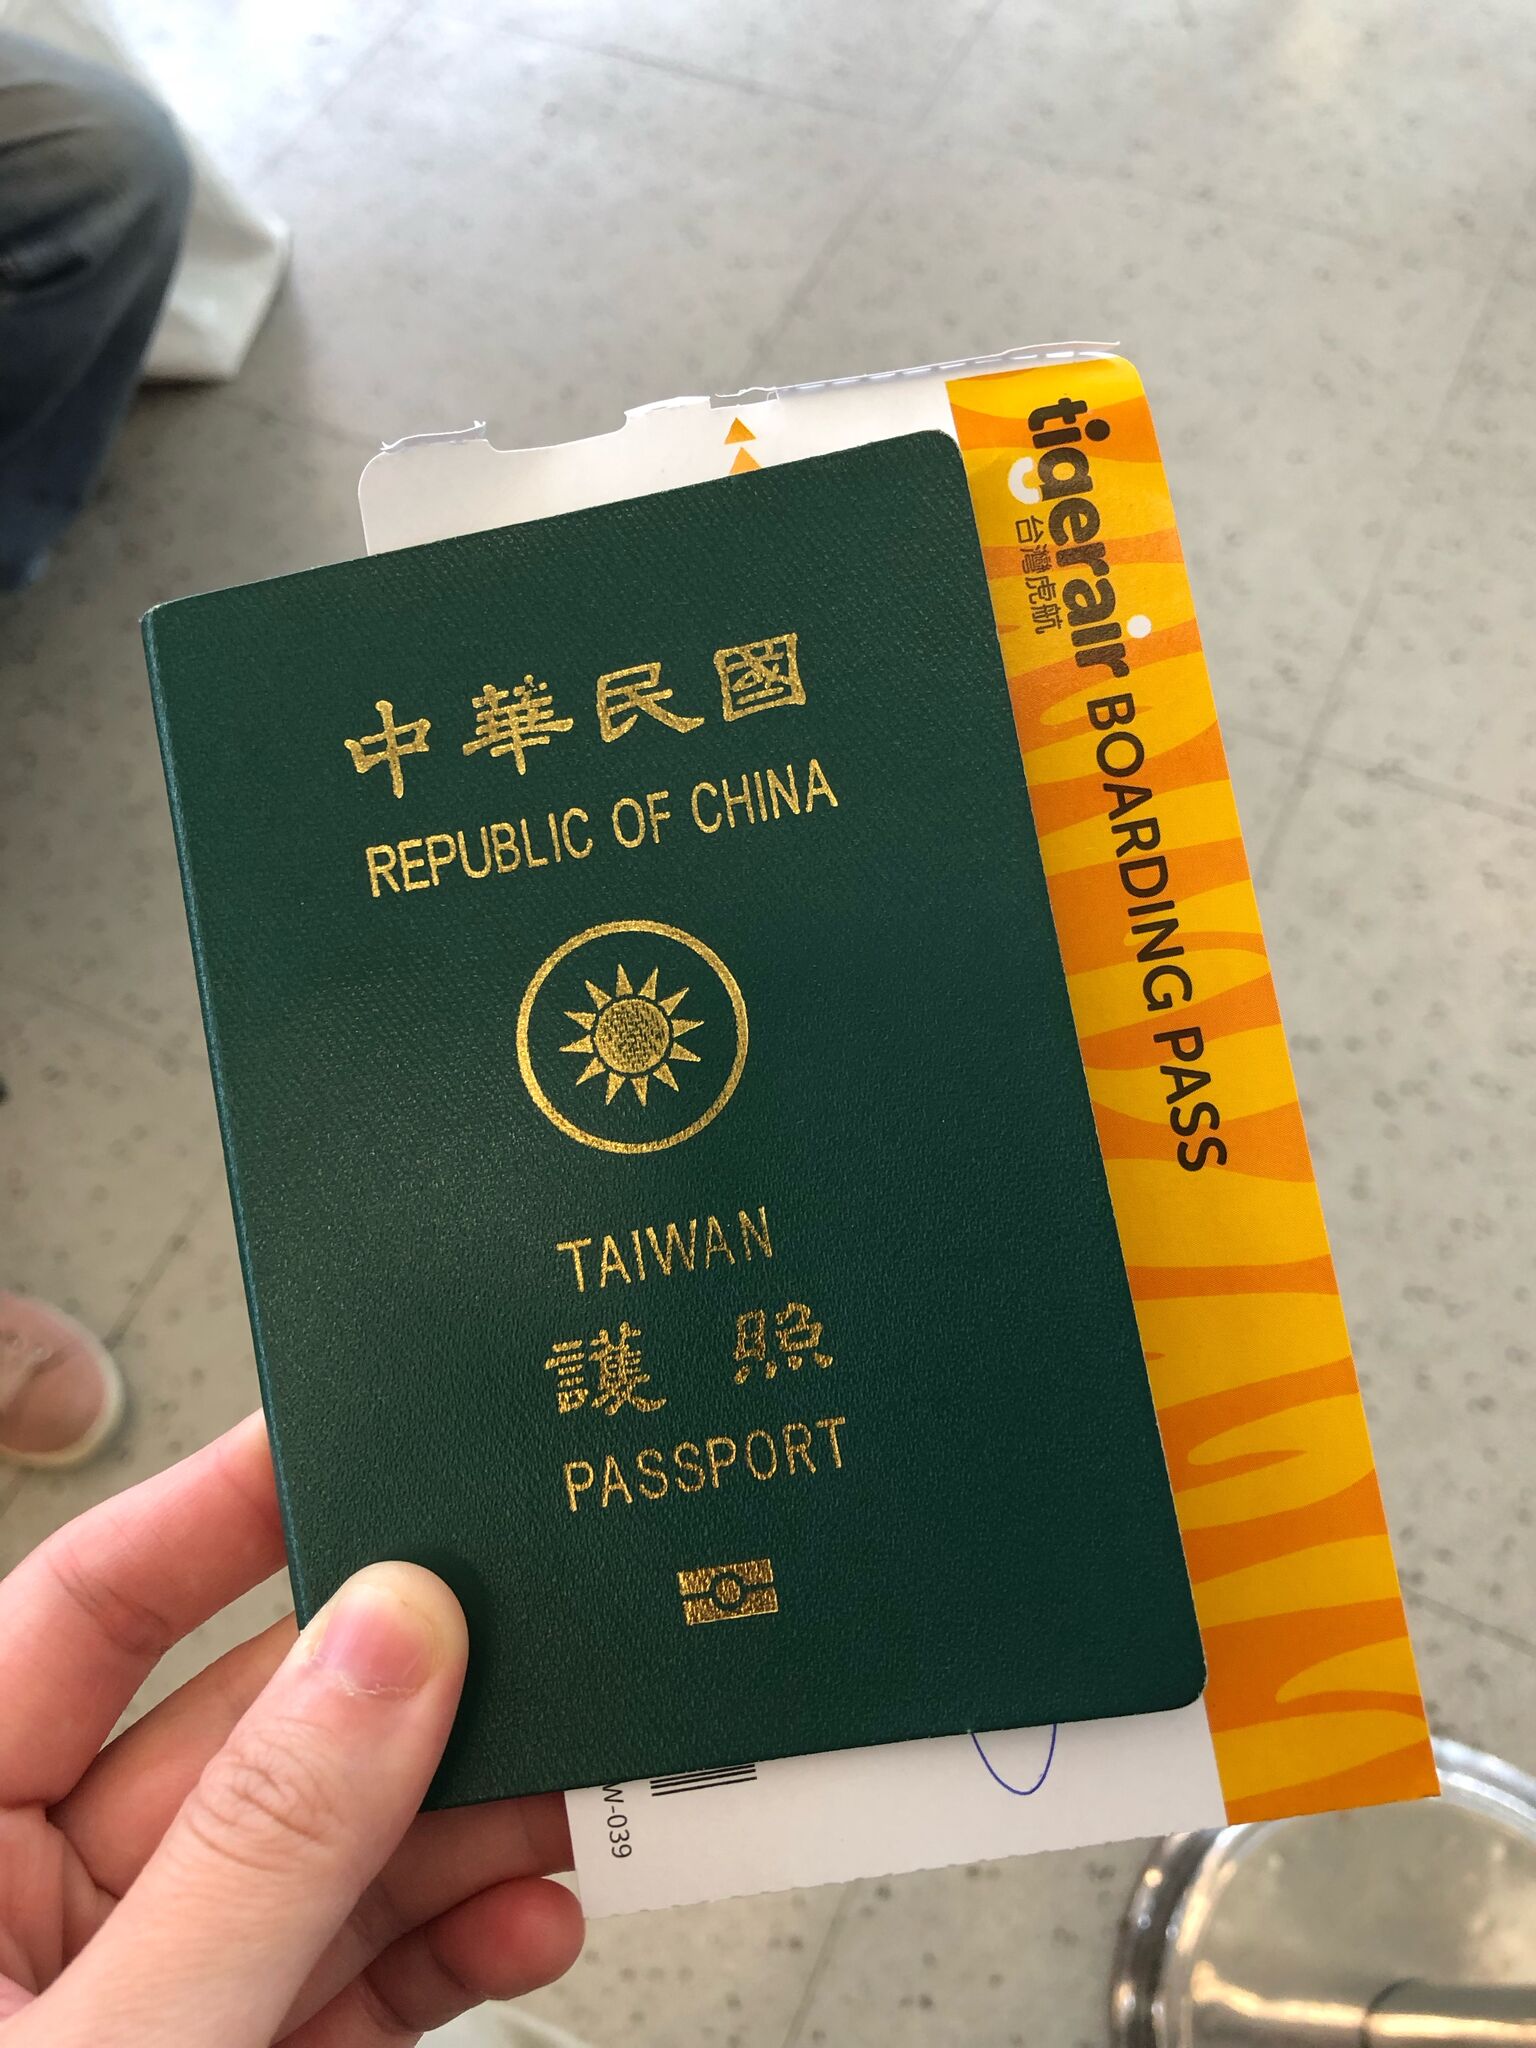 中華民國
REPUBLIC OF CHINA
TAIWAN
護照
PASSPORT
tigerair
台灣虎航
BOARDING PASS
W-039